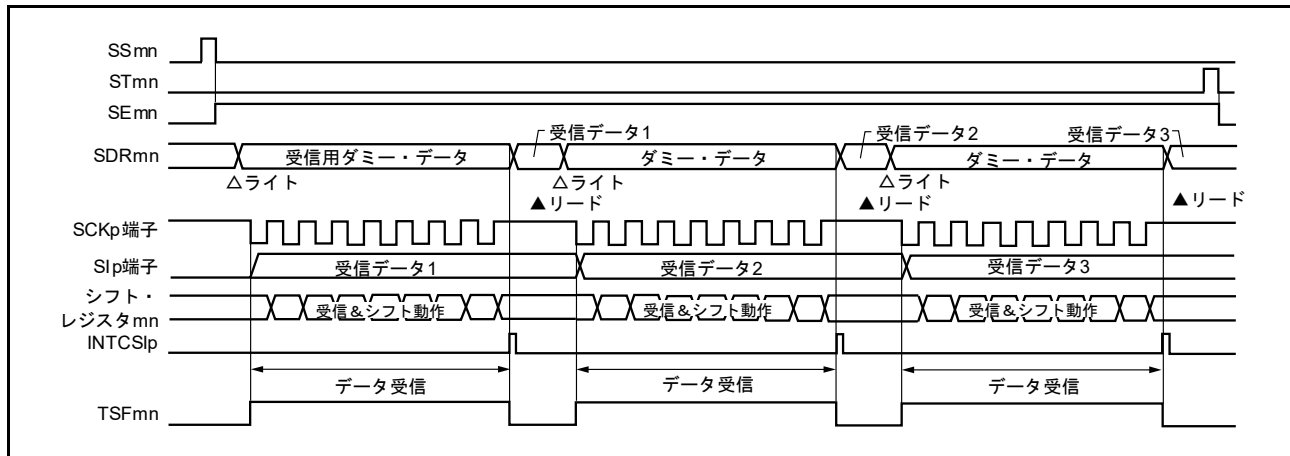 SSmn
STmn
SEmn
受信データ1
受信データ2
受信データ3
SDRmn
受信用ダミー・データ
ダミー・データ
ダミー・データ
△ライト
△ライト
△ライト
▲リード
▲リード
▲リード
SCKp端子
SIp端子
受信データ1
受信データ2
受信データ3
シフト・
レジスタmn
受信&シフト動作
受信&シフト動作
受信&シフト動作
INTCSIp
データ受信
データ受信
データ受信
TSFmn